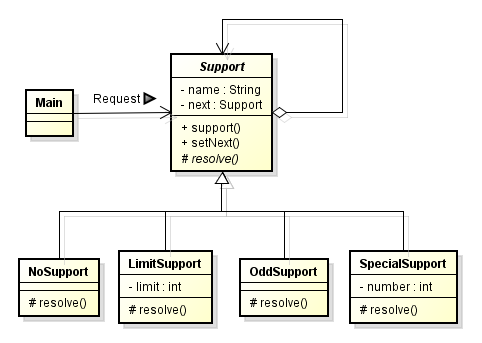 Support
- name : String
- next : Support
+ support()
+ setNext()
# resolve()
Main
Request
NoSupport
# resolve()
LimitSupport
- limit : int
# resolve()
OddSupport
# resolve()
SpecialSupport
- number : int
# resolve()